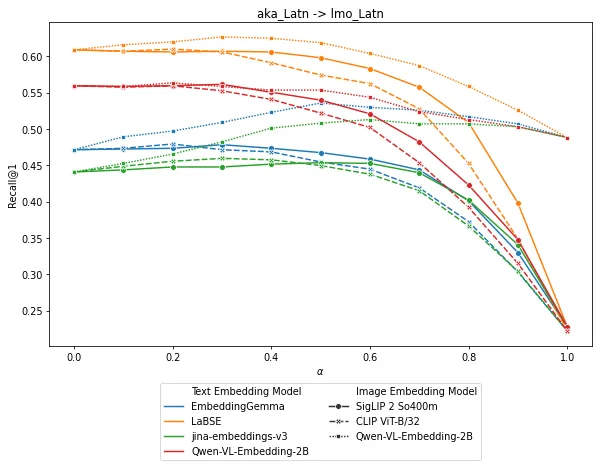 aka_Latn -> lmo_Latn
Recall@1
0.60
0.55
0.50
0.45
0.40
0.35
0.30
0.25
0.0 0.2 0.4 0.6 0.8 1.0
α
Text Embedding Model Image Embedding Model
EmbeddingGemma SigLIP 2 So400m
LaBSE CLIP ViT-B/32
jina-embeddings-v3 Qwen-VL-Embedding-2B
Qwen-VL-Embedding-2B